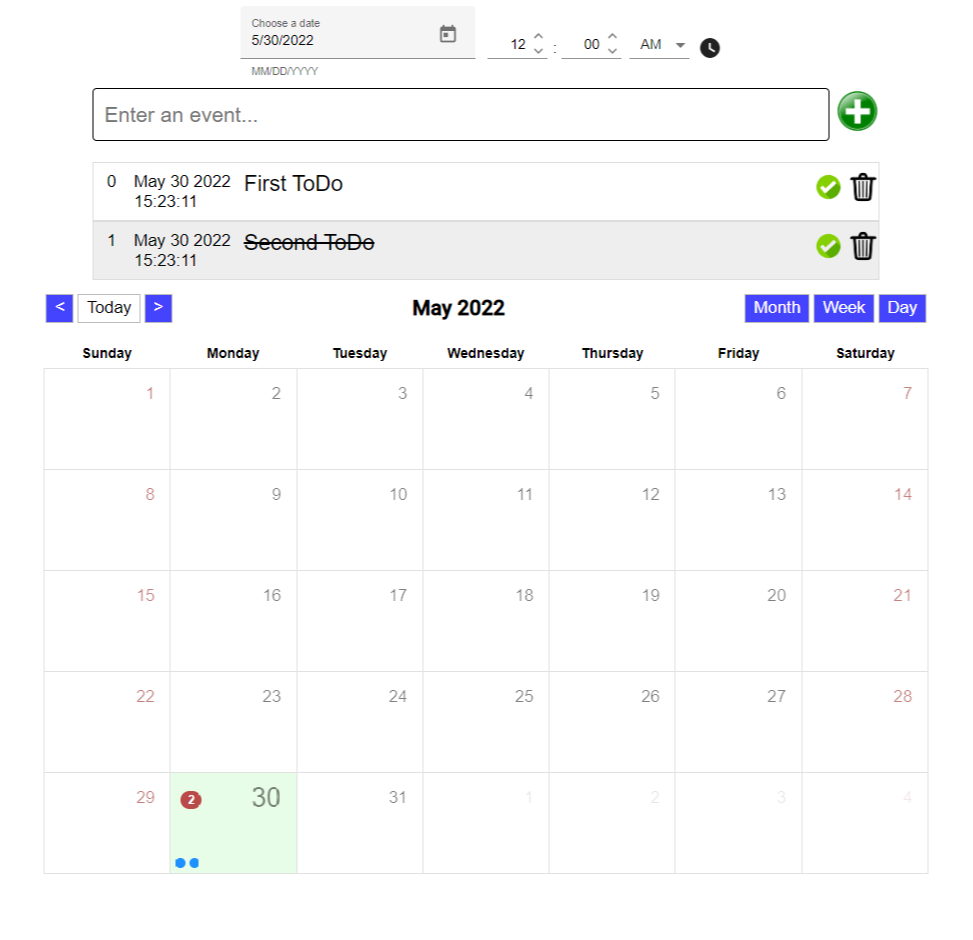 Choose a date
5/30/2022
12 : 00 AM
MM/DD/YYYY
Enter an event...
0 May 30 2022 First ToDo
15:23:11
1 May 30 2022 Second ToDo
15:23:11
< Today > May 2022 Month Week Day
Sunday Monday Tuesday Wednesday Thursday Friday Saturday
1 2 3 4 5 6 7
8 9 10 11 12 13 14
15 16 17 18 19 20 21
22 23 24 25 26 27 28
29 2 30 31 1 2 3 4